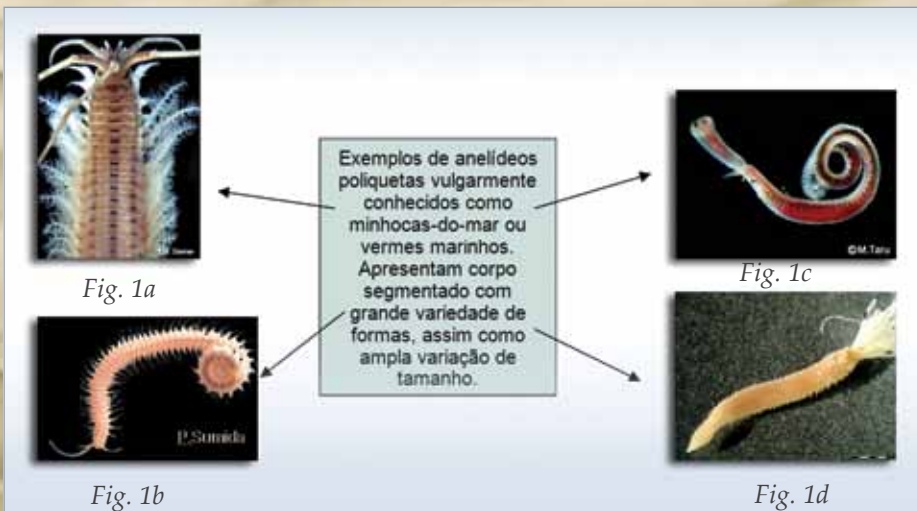 Exemplos de anelídeos
poliquetas vulgarmente
conhecidos como
minhocas-do-mar ou
vermes marinhos.
Apresentam corpo
segmentado com
grande variedade de
formas, assim como
ampla variação de
tamanho.
Fig. 1a
P.Sumida
Fig. 1b
©M.Taru
Fig. 1c
Fig. 1d